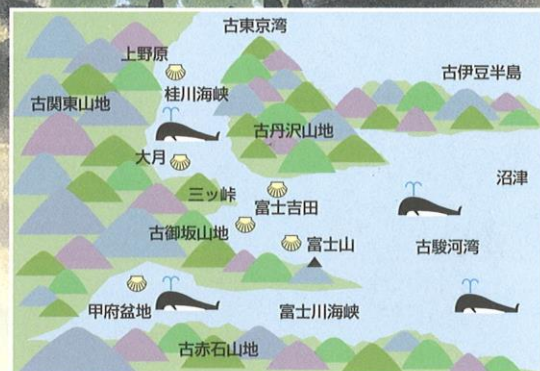 古東京湾
上野原
古伊豆半島
桂川海峡
古関東山地
古丹沢山地
大月
沼津
三ッ峠
富士吉田
古御坂山地
富士山
古駿河湾
甲府盆地
富士川海峡
古赤石山地